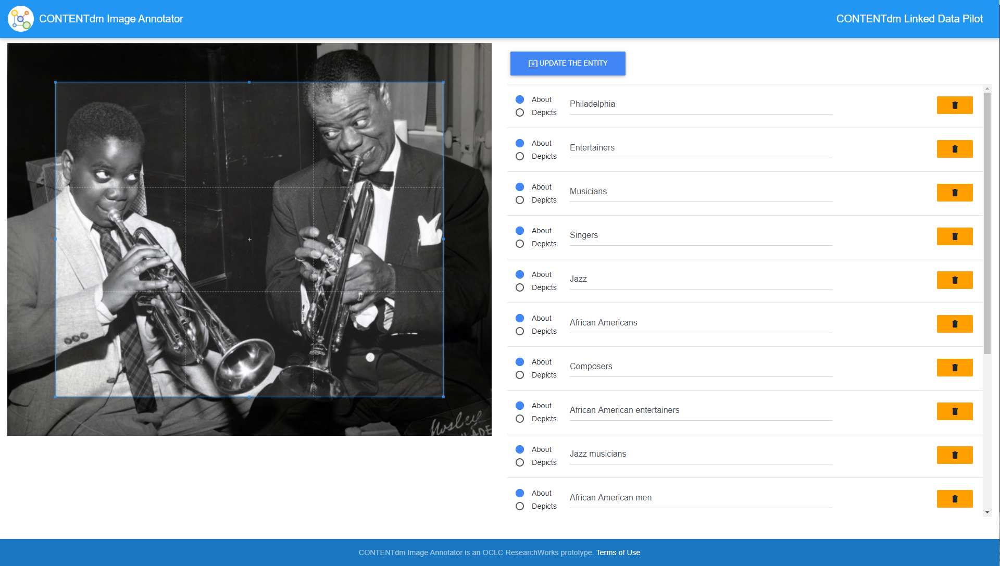 CONTENTdm Image Annotator
CONTENTdm Linked Data Pilot
UPDATE THE ENTITY
About
Depicts
Philadelphia
About
Depicts
Entertainers
About
Depicts
Musicians
About
Depicts
Singers
About
Depicts
Jazz
About
Depicts
African Americans
About
Depicts
Composers
About
Depicts
African American entertainers
About
Depicts
Jazz musicians
About
Depicts
African American men
Mosley
CONTENTdm Image Annotator is an OCLC ResearchWorks prototype. Terms of Use